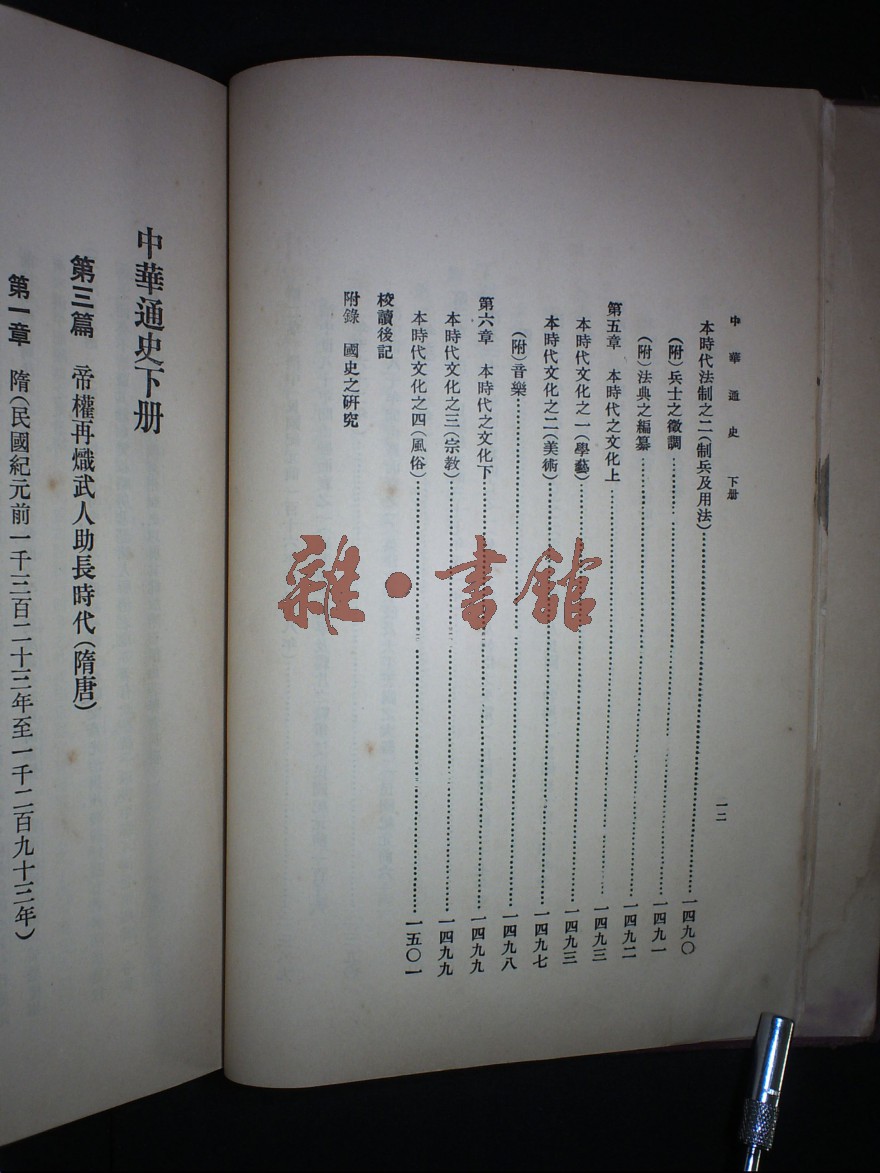 中華通史　下册
一二
本時代法制之二(制兵及用法)……一四九〇
(附)兵士之徵調……一四九一
(附)法典之編纂……一四九二
第五章　本時代之文化上……一四九三
本時代文化之一(學藝)……一四九三
本時代文化之二(美術)……一四九七
(附)音樂……一四九八
第六章　本時代之文化下……一四九九
本時代文化之三(宗教)……一四九九
本時代文化之四(風俗)……一五〇一
校讀後記
附錄　國史之研究
中華通史下册
第三篇　帝權再熾武人助長時代(隋唐)
第一章　隋(民國紀元前一千三百二十三年至一千二百九十三年)
雜·書館